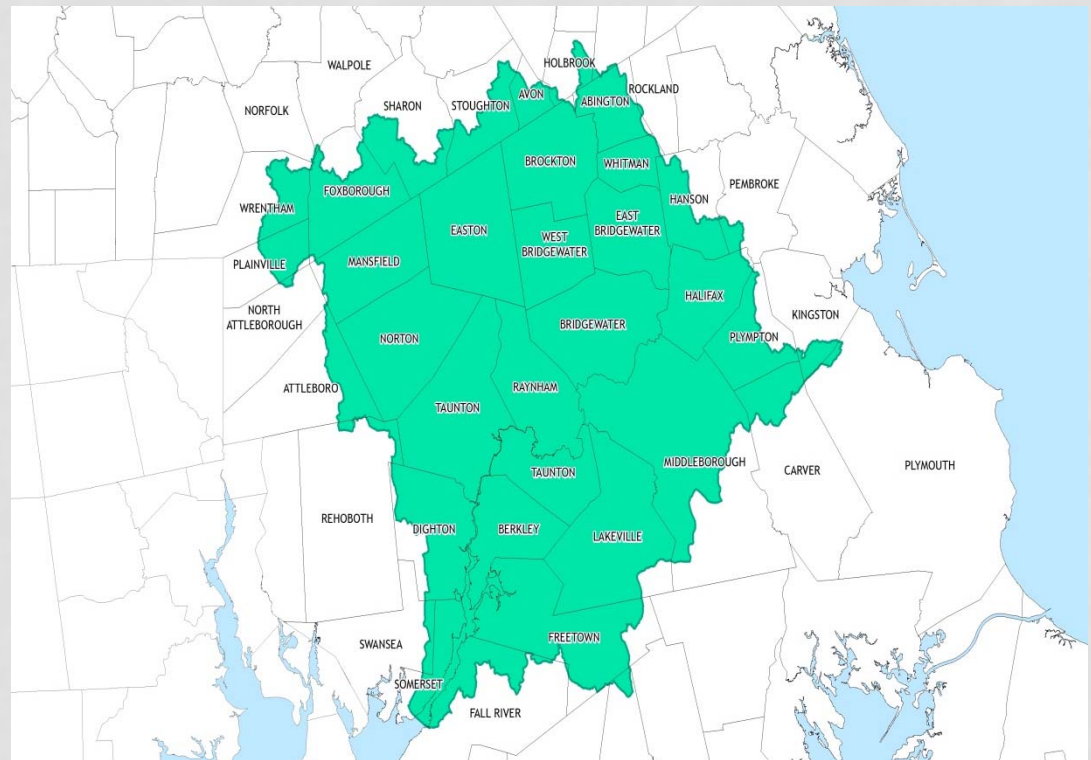 WALPOLE
HOLBROOK
NORFOLK
SHARON
STOUGHTON
AVON
ABINGTON
ROCKLAND
BROCKTON
WHITMAN
FOXBOROUGH
WRENTHAM
HANSON
PEMBROKE
EASTON
WEST
BRIDGEWATER
EAST
BRIDGEWATER
PLAINVILLE
MANSFIELD
NORTH
ATTLEBOROUGH
HALIFAX
KINGSTON
BRIDGEWATER
PLYMPTON
NORTON
ATTLEBORO
RAYNHAM
TAUNTON
TAUNTON
MIDDLEBOROUGH
CARVER
PLYMOUTH
REHOBOTH
DIGHTON
BERKLEY
LAKEVILLE
SWANSEA
FREETOWN
SOMERSET
FALL RIVER